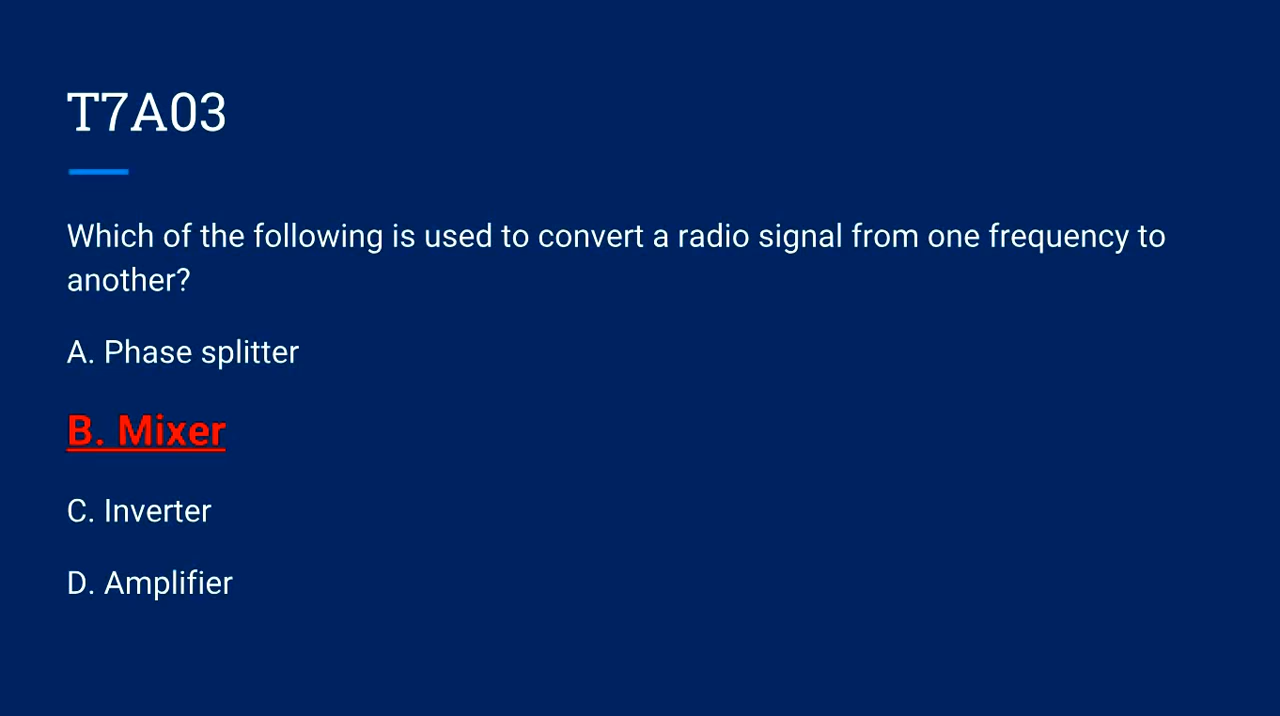 T7A03
Which of the following is used to convert a radio signal from one frequency to
another?
A. Phase splitter
B. Mixer
C. Inverter
D. Amplifier